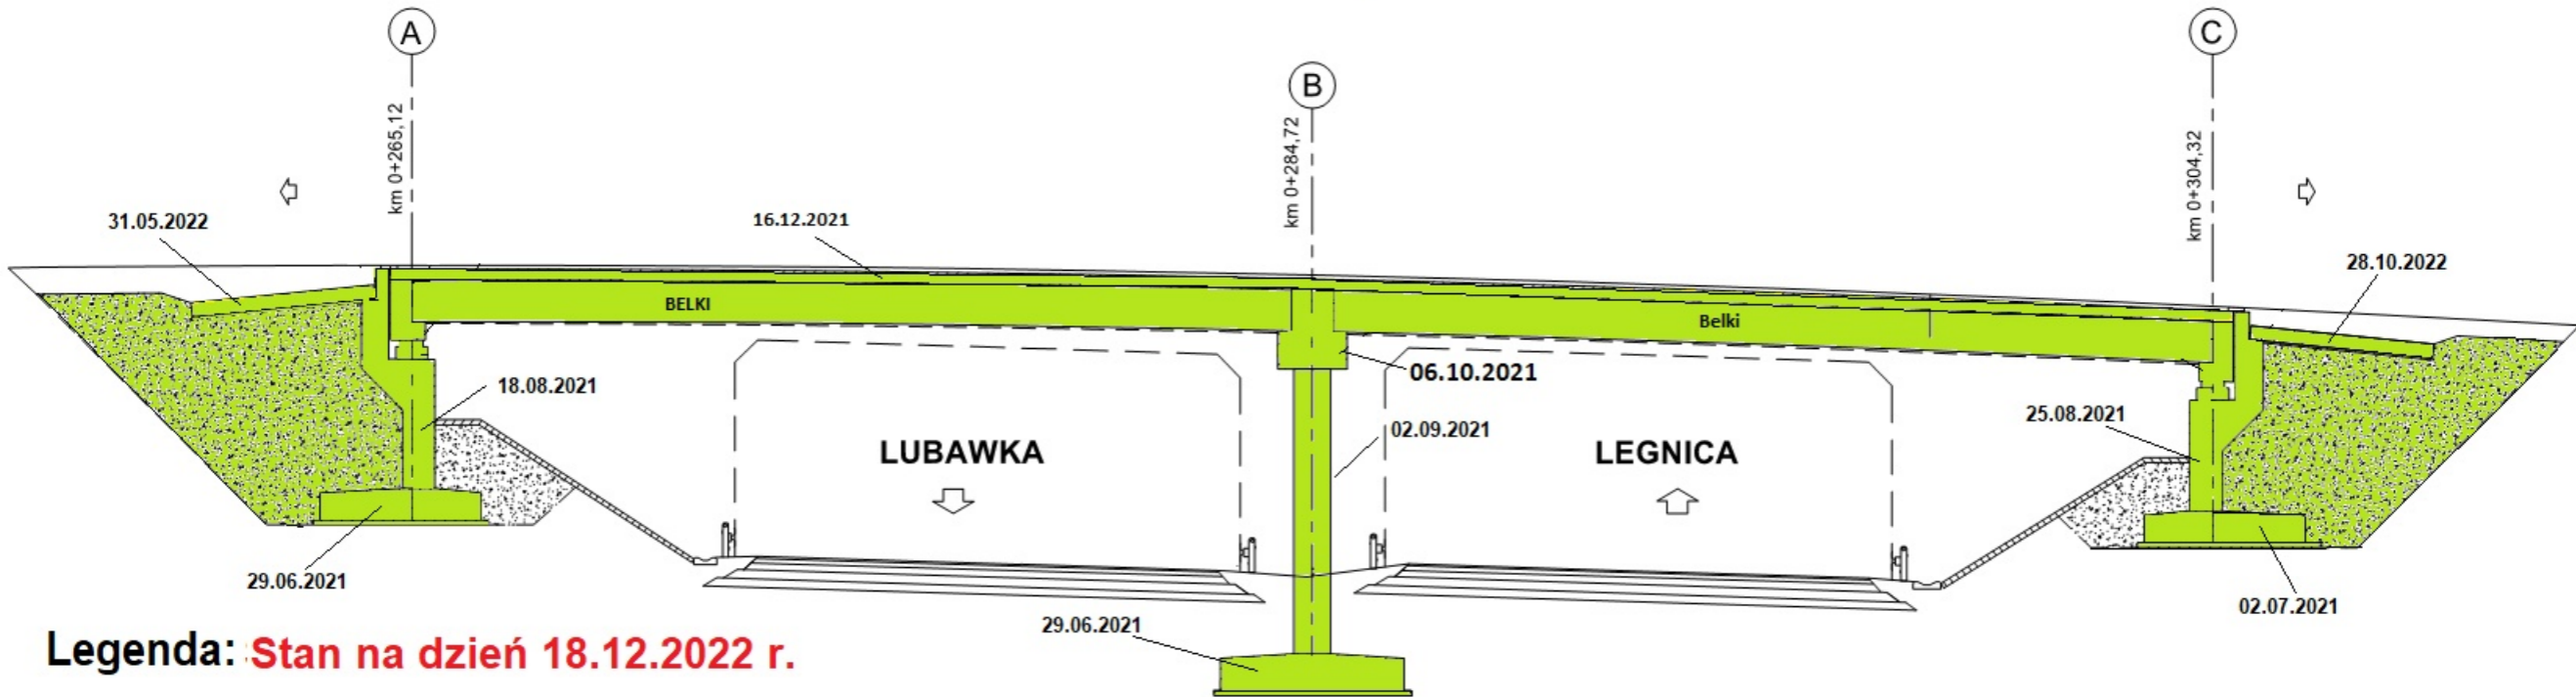 A
B
C
km 0+265,12
km 0+284,72
km 0+304,32
31.05.2022
16.12.2021
28.10.2022
BELKI
Belki
18.08.2021
06.10.2021
02.09.2021
25.08.2021
LUBAWKA
LEGNICA
29.06.2021
02.07.2021
29.06.2021
Legenda: Stan na dzień 18.12.2022 r.